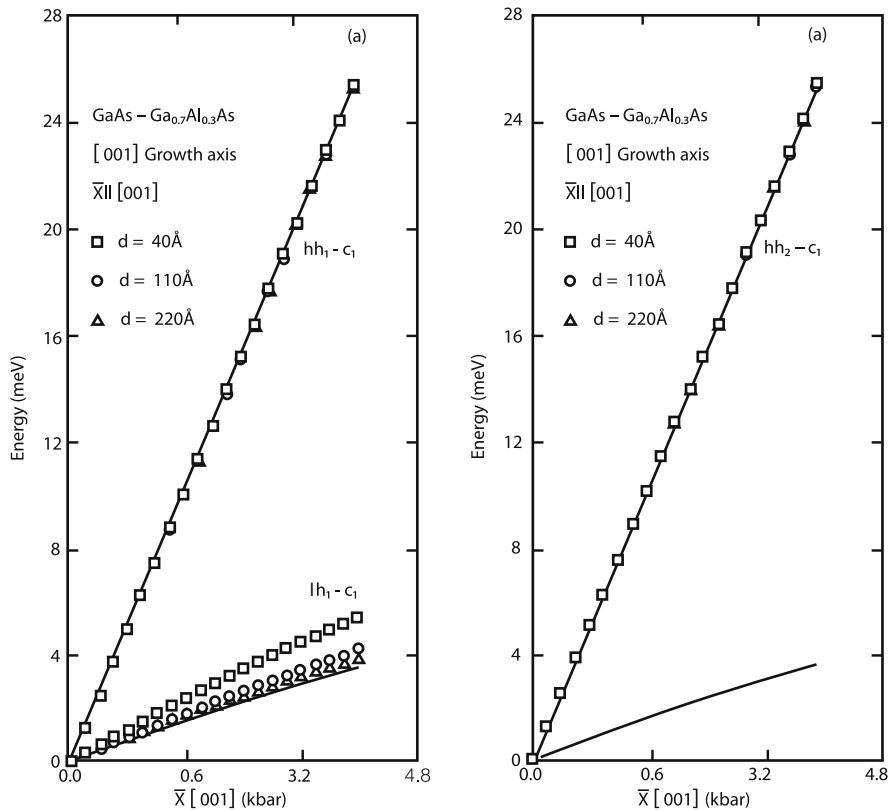 (a)
GaAs – Ga₀.₇Al₀.₃As
[001] Growth axis
X̅ll [001]
d = 40Å
d = 110Å
d = 220Å
hh₁ - c₁
lh₁ - c₁
28
24
20
16
12
8
4
0
Energy (meV)
0.0
0.6
3.2
4.8
X̅ [001] (kbar)
(a)
GaAs – Ga₀.₇Al₀.₃As
[001] Growth axis
X̅ll [001]
d = 40Å
d = 110Å
d = 220Å
hh₂ – c₁
28
24
20
16
12
8
4
0
Energy (meV)
0.0
0.6
3.2
4.8
X̅ [001] (kbar)